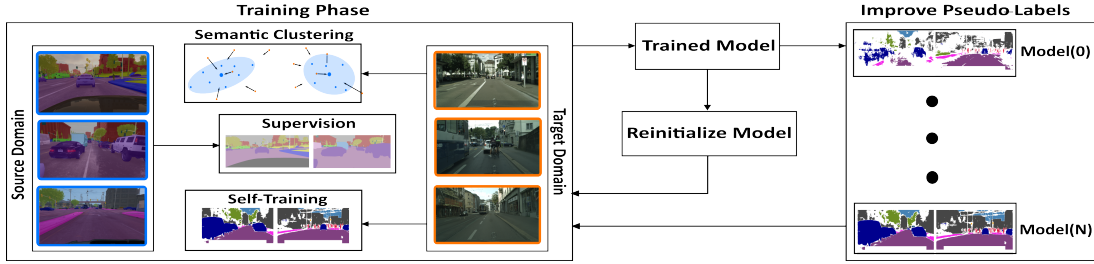 Training Phase
Improve Pseudo-Labels
Semantic Clustering
Source Domain
Supervision
Self-Training
Target Domain
Trained Model
Reinitialize Model
Model(0)
Model(N)